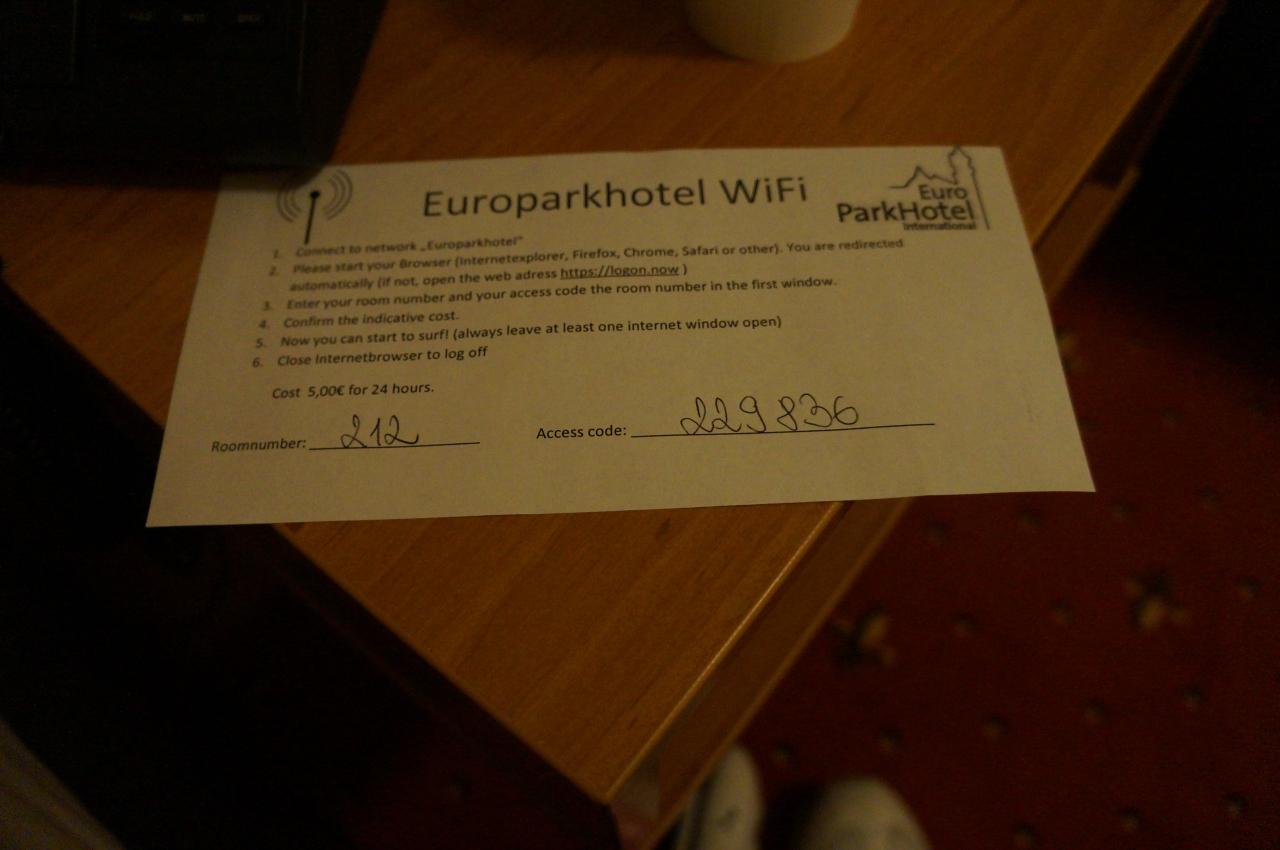 Europarkhotel WiFi
Euro
ParkHotel
International
1. Connect to network „Europarkhotel"
2. Please start your Browser (Internetexplorer, Firefox, Chrome, Safari or other). You are redirected
automatically (if not, open the web adress https://logon.now )
3. Enter your room number and your access code the room number in the first window.
4. Confirm the indicative cost.
5. Now you can start to surf! (always leave at least one internet window open)
6. Close Internetbrowser to log off
Cost 5,00€ for 24 hours.
Roomnumber: 212 Access code: 229836